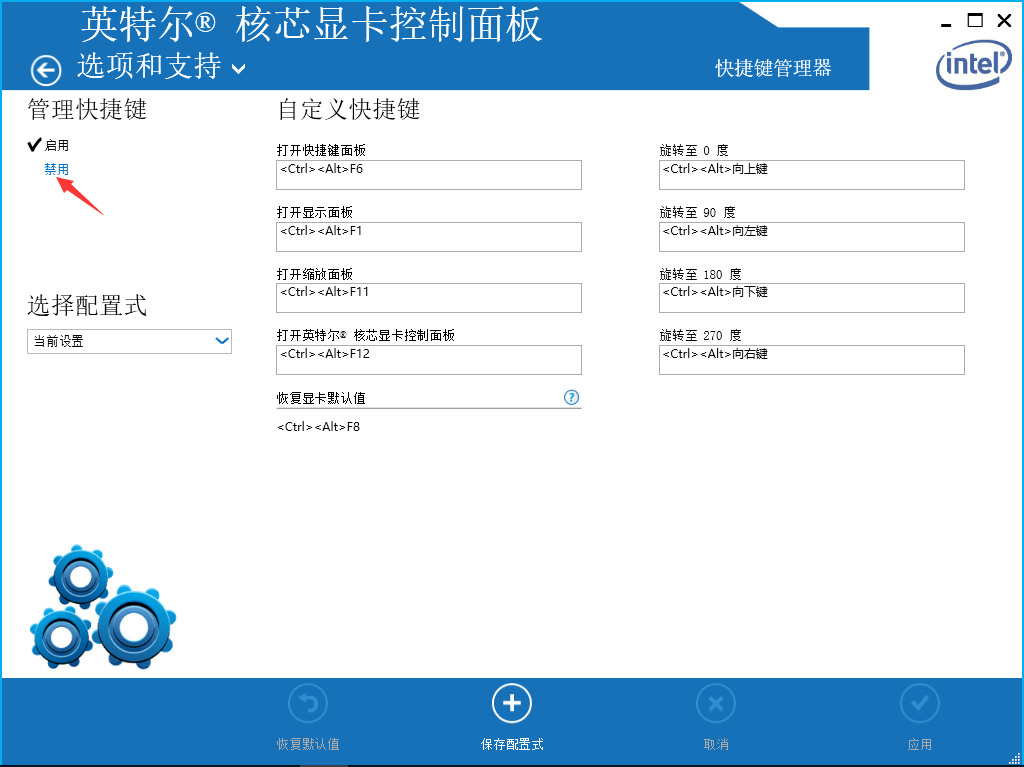 英特尔® 核芯显卡控制面板
选项和支持
快捷键管理器
intel
管理快捷键
启用
禁用
选择配置式
当前设置
自定义快捷键
打开快捷键面板
<Ctrl><Alt>F6
打开显示面板
<Ctrl><Alt>F1
打开缩放面板
<Ctrl><Alt>F11
打开英特尔® 核芯显卡控制面板
<Ctrl><Alt>F12
恢复显卡默认值
?
<Ctrl><Alt>F8
旋转至 0 度
<Ctrl><Alt>向上键
旋转至 90 度
<Ctrl><Alt>向左键
旋转至 180 度
<Ctrl><Alt>向下键
旋转至 270 度
<Ctrl><Alt>向右键
恢复默认值
保存配置式
取消
应用